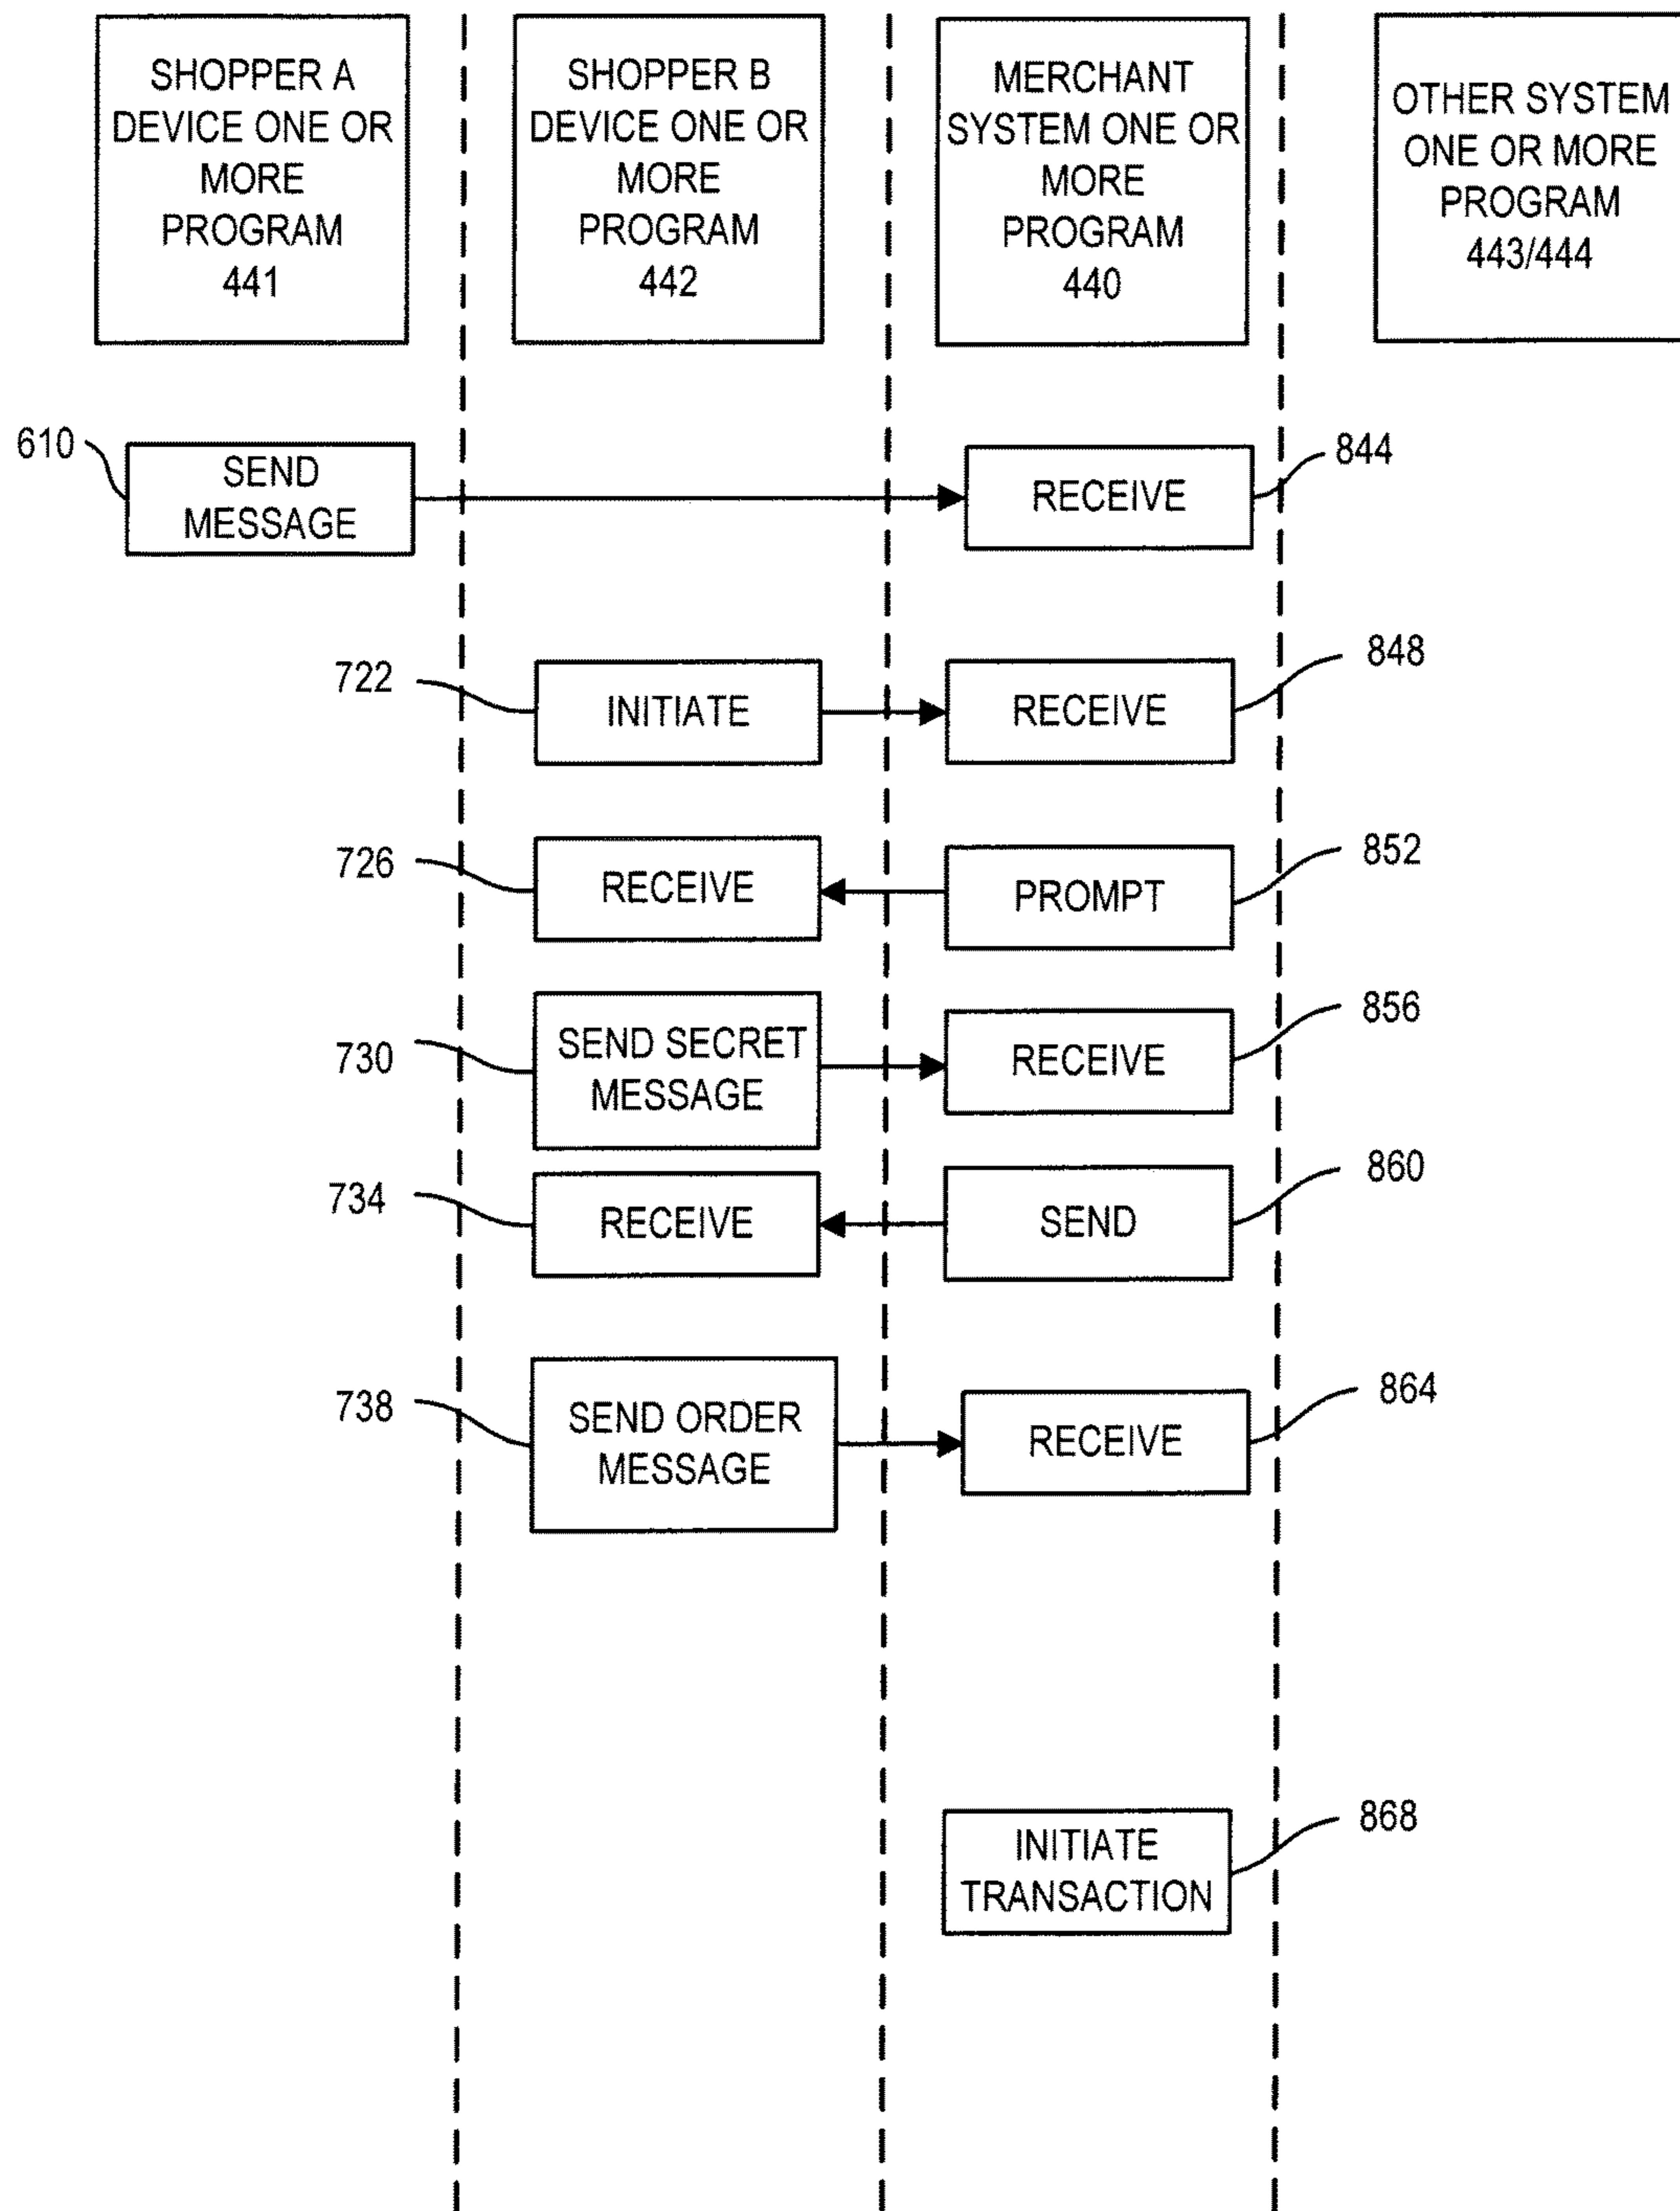 SHOPPER A
DEVICE ONE OR
MORE
PROGRAM
441
SHOPPER B
DEVICE ONE OR
MORE
PROGRAM
442
MERCHANT
SYSTEM ONE OR
MORE
PROGRAM
440
OTHER SYSTEM
ONE OR MORE
PROGRAM
443/444
610
SEND
MESSAGE
RECEIVE
844
722
INITIATE
RECEIVE
848
726
RECEIVE
PROMPT
852
730
SEND SECRET
MESSAGE
RECEIVE
856
734
RECEIVE
SEND
860
738
SEND ORDER
MESSAGE
RECEIVE
864
INITIATE
TRANSACTION
868